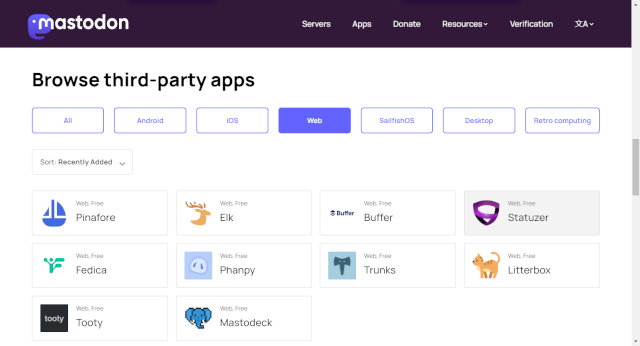 mastodon Servers Apps Donate Resources Verification 文A
Browse third-party apps
All Android iOS Web SailfishOS Desktop Retro computing
Sort: Recently Added
Web, Free Web, Free Web, Free Web, Free
Pinafore Elk Buffer Buffer Statuzer
Web, Free Web, Free Web, Free Web, Free
Fedica Phanpy Trunks Litterbox
Web, Free Web, Free
tooty Tooty Mastodeck